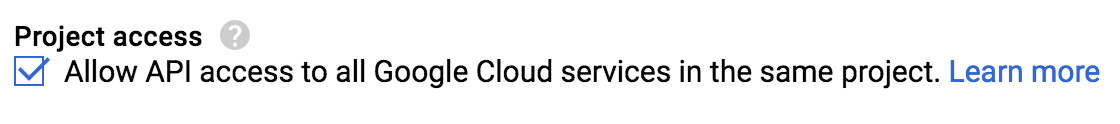 Project access ?
Allow API access to all Google Cloud services in the same project. Learn more